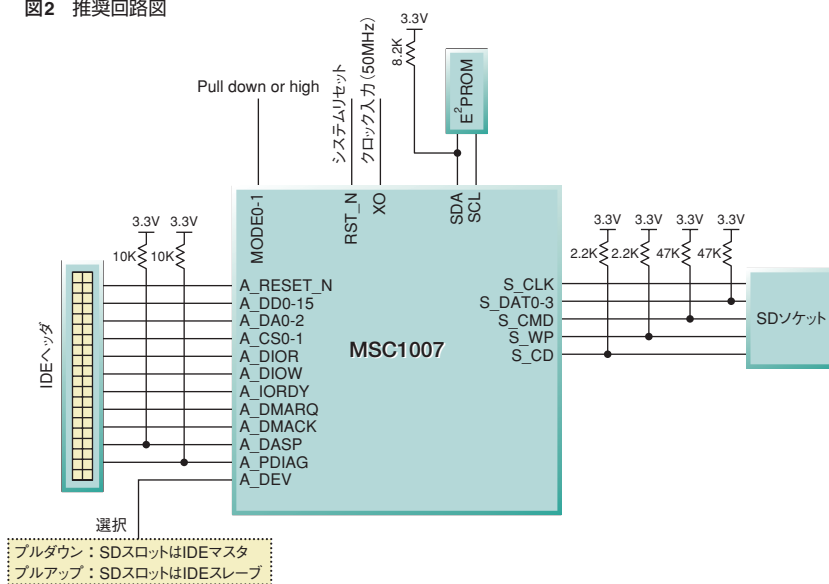 図2 推奨回路図
3.3V
8.2K
E²PROM
Pull down or high
システムリセット
クロック入力(50MHz)
MODE0-1
RST_N
XO
SDA
SCL
3.3V 3.3V
10K 10K
3.3V 3.3V 3.3V 3.3V
2.2K 2.2K 47K 47K
IDEヘッダ
A_RESET_N
A_DD0-15
A_DA0-2
A_CS0-1
A_DIOR
A_DIOW
A_IORDY
A_DMARQ
A_DMACK
A_DASP
A_PDIAG
A_DEV
MSC1007
S_CLK
S_DAT0-3
S_CMD
S_WP
S_CD
SDソケット
選択
プルダウン：SDスロットはIDEマスタ
プルアップ：SDスロットはIDEスレーブ